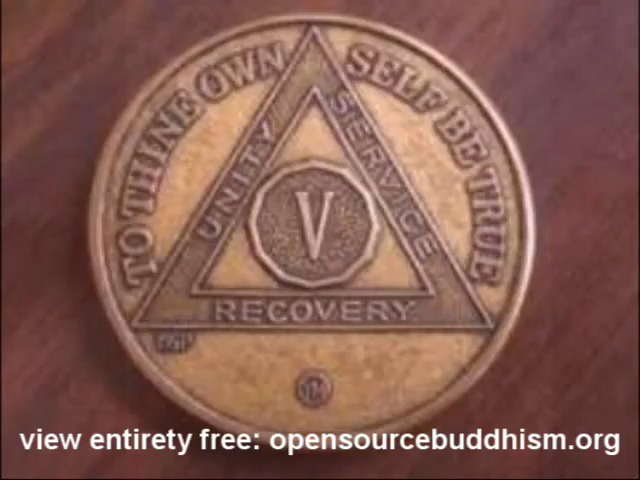 TO THINE OWN SELF BE TRUE
UNITY
SERVICE
V
RECOVERY
view entirety free: opensourcebuddhism.org